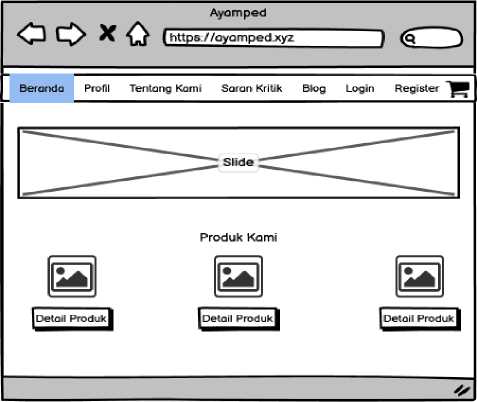 Ayamped
https://ayamped.xyz
Beranda Profil Tentang Kami Saran Kritik Blog Login Register
Slide
Produk Kami
Detail Produk Detail Produk Detail Produk